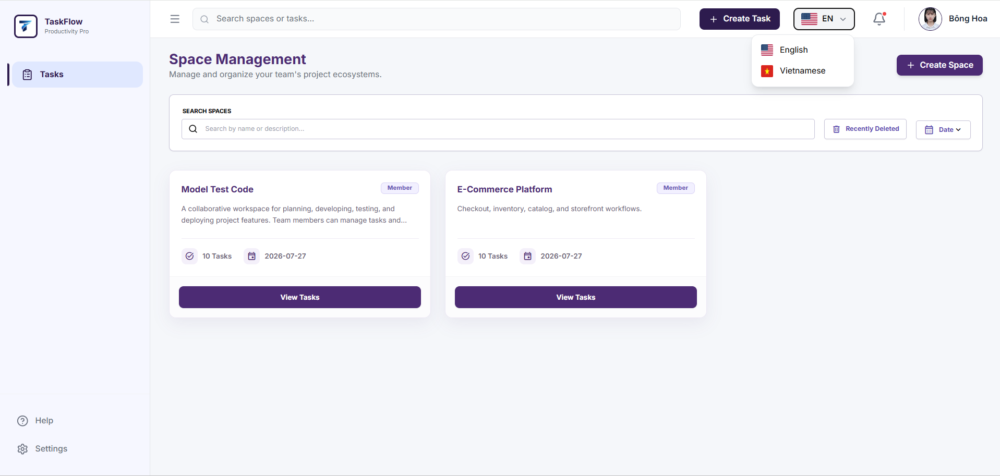 TaskFlow
Productivity Pro
Tasks
Help
Settings
Search spaces or tasks...
Create Task
EN
Bông Hoa
English
Vietnamese
Space Management
Manage and organize your team's project ecosystems.
Create Space
SEARCH SPACES
Search by name or description...
Recently Deleted
Date
Model Test Code
Member
A collaborative workspace for planning, developing, testing, and
deploying project features. Team members can manage tasks and...
10 Tasks
2026-07-27
View Tasks
E-Commerce Platform
Member
Checkout, inventory, catalog, and storefront workflows.
10 Tasks
2026-07-27
View Tasks